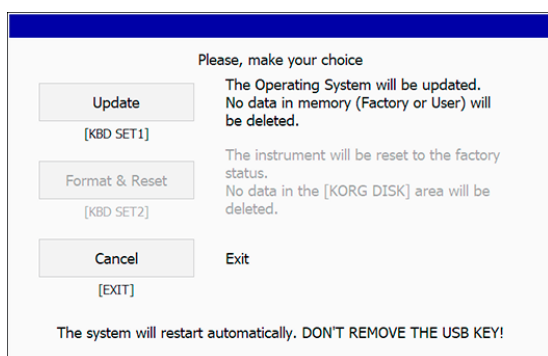 Please, make your choice
Update
[KBD SET1]
The Operating System will be updated.
No data in memory (Factory or User) will
be deleted.
Format & Reset
[KBD SET2]
The instrument will be reset to the factory
status.
No data in the [KORG DISK] area will be
deleted.
Cancel
[EXIT]
Exit
The system will restart automatically. DON'T REMOVE THE USB KEY!